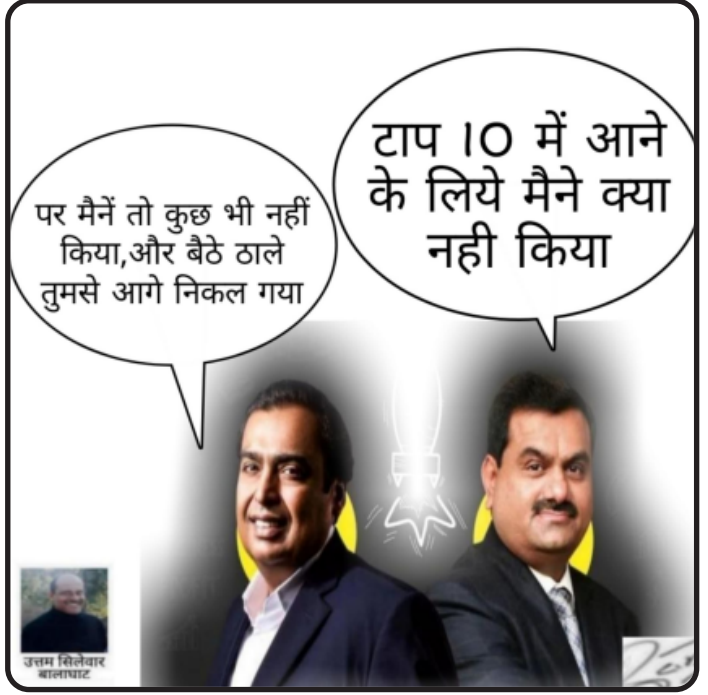 टाप 10 में आने
के लिये मैने क्या
नही किया
पर मैनें तो कुछ भी नहीं
किया,और बैठे ठाले
तुमसे आगे निकल गया
उत्तम सिलेवार
बालाघाट